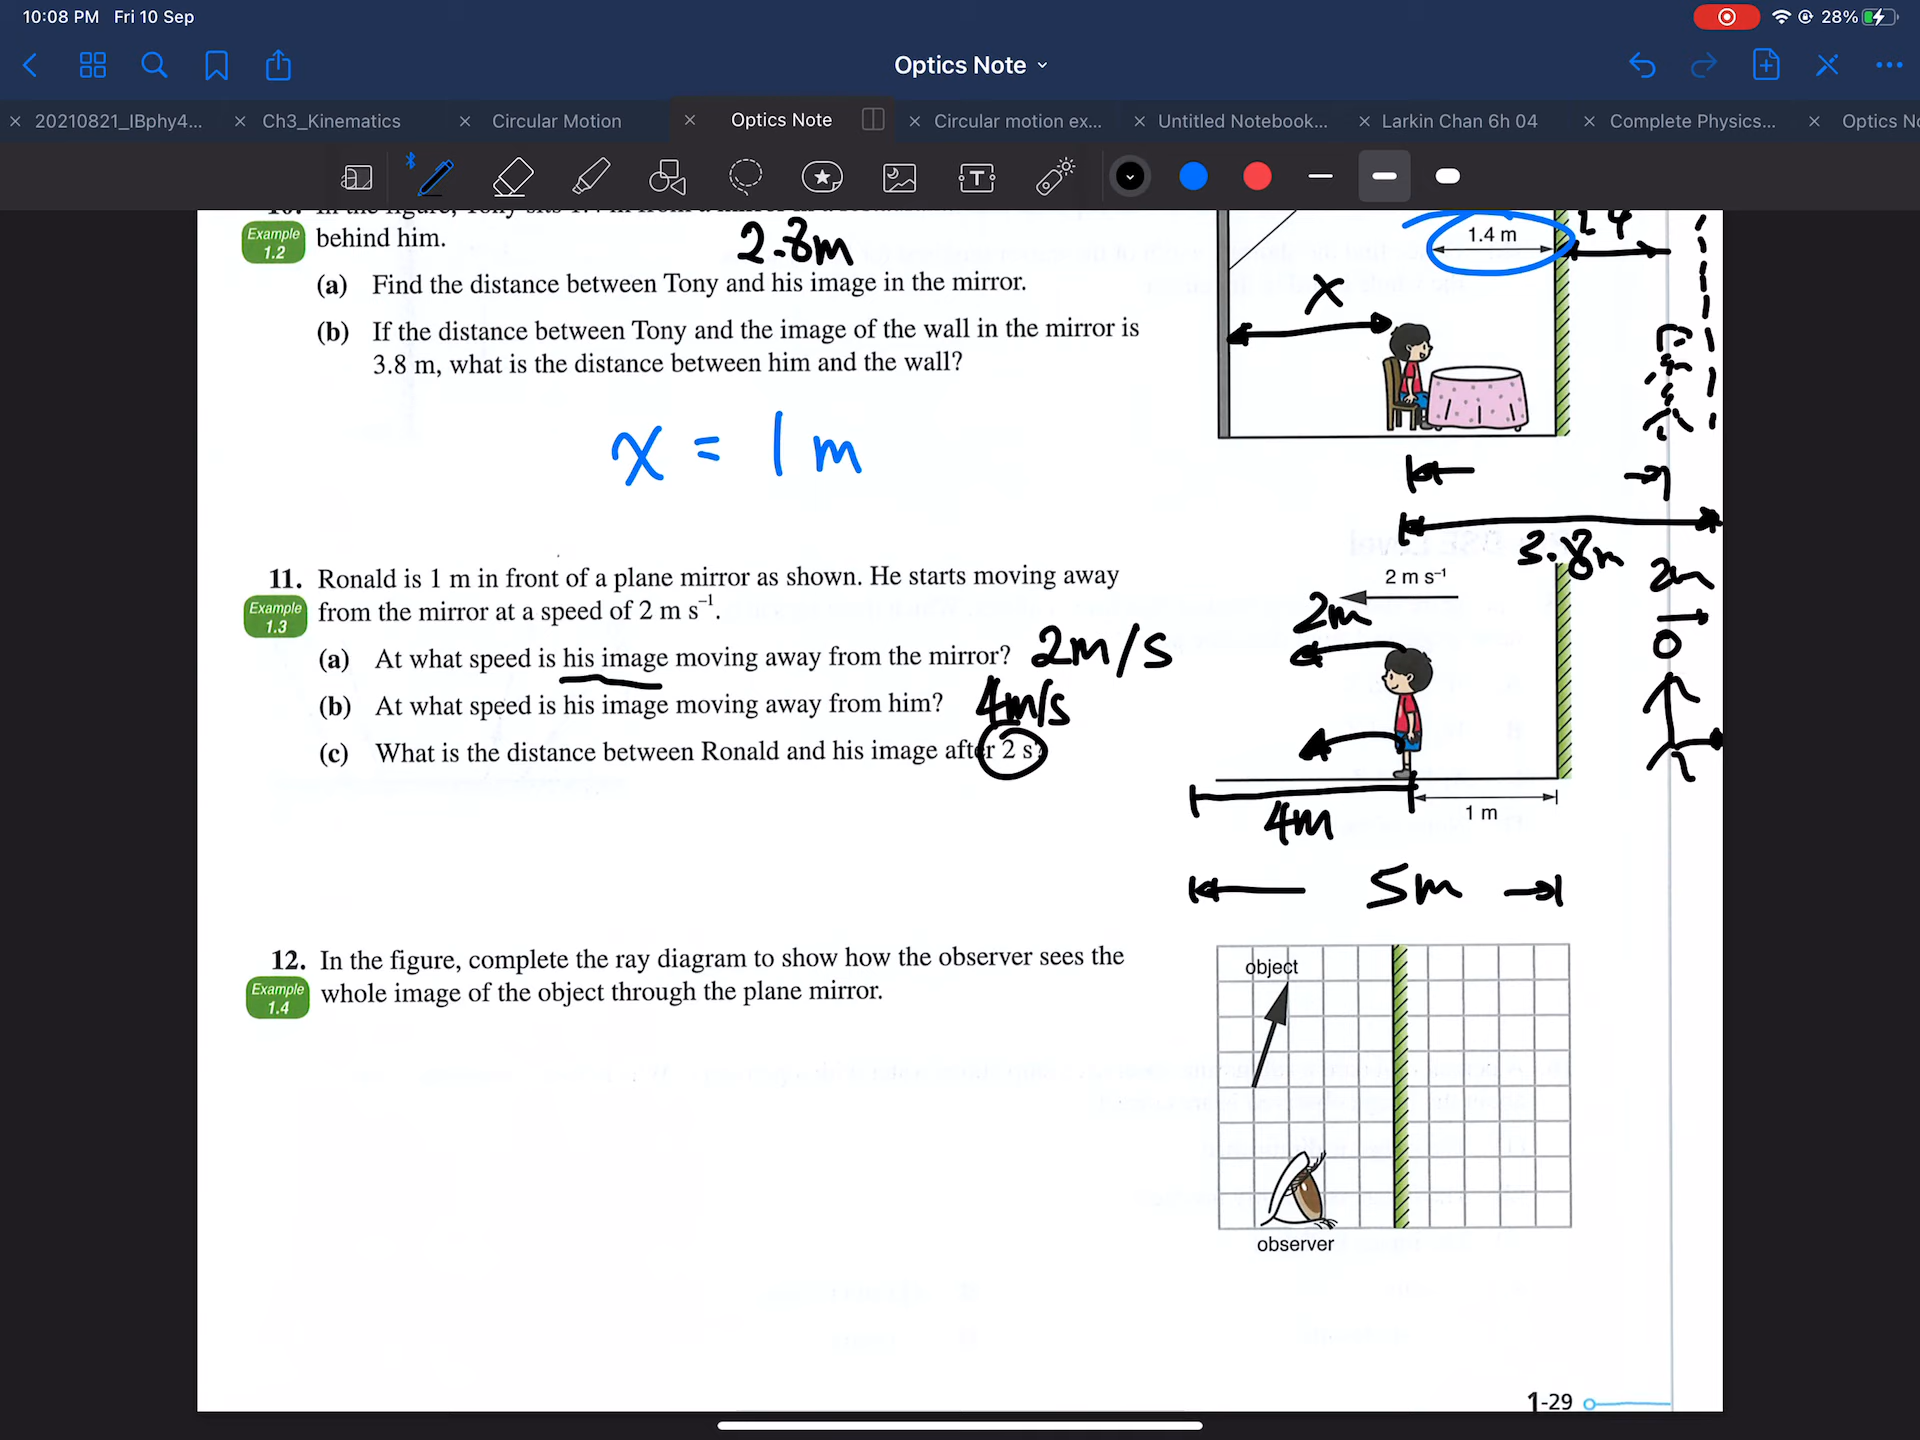 10:08 PM Fri 10 Sep
28%
Optics Note
20210821_IBphy4...
Ch3_Kinematics
Circular Motion
Optics Note
Circular motion ex...
Untitled Notebook...
Larkin Chan 6h 04
Complete Physics...
Optics No
Example 1.2
behind him.
2.8m
(a) Find the distance between Tony and his image in the mirror.
(b) If the distance between Tony and the image of the wall in the mirror is
3.8 m, what is the distance between him and the wall?
x = 1 m
1.4 m
1.4
x
3.8m
11. Ronald is 1 m in front of a plane mirror as shown. He starts moving away
Example 1.3
from the mirror at a speed of 2 m s⁻¹.
(a) At what speed is his image moving away from the mirror? 2m/s
(b) At what speed is his image moving away from him? 4m/s
(c) What is the distance between Ronald and his image after 2 s?
2 m s⁻¹
2m
2m
1 m
4m
5m
12. In the figure, complete the ray diagram to show how the observer sees the
Example 1.4
whole image of the object through the plane mirror.
object
observer
1-29